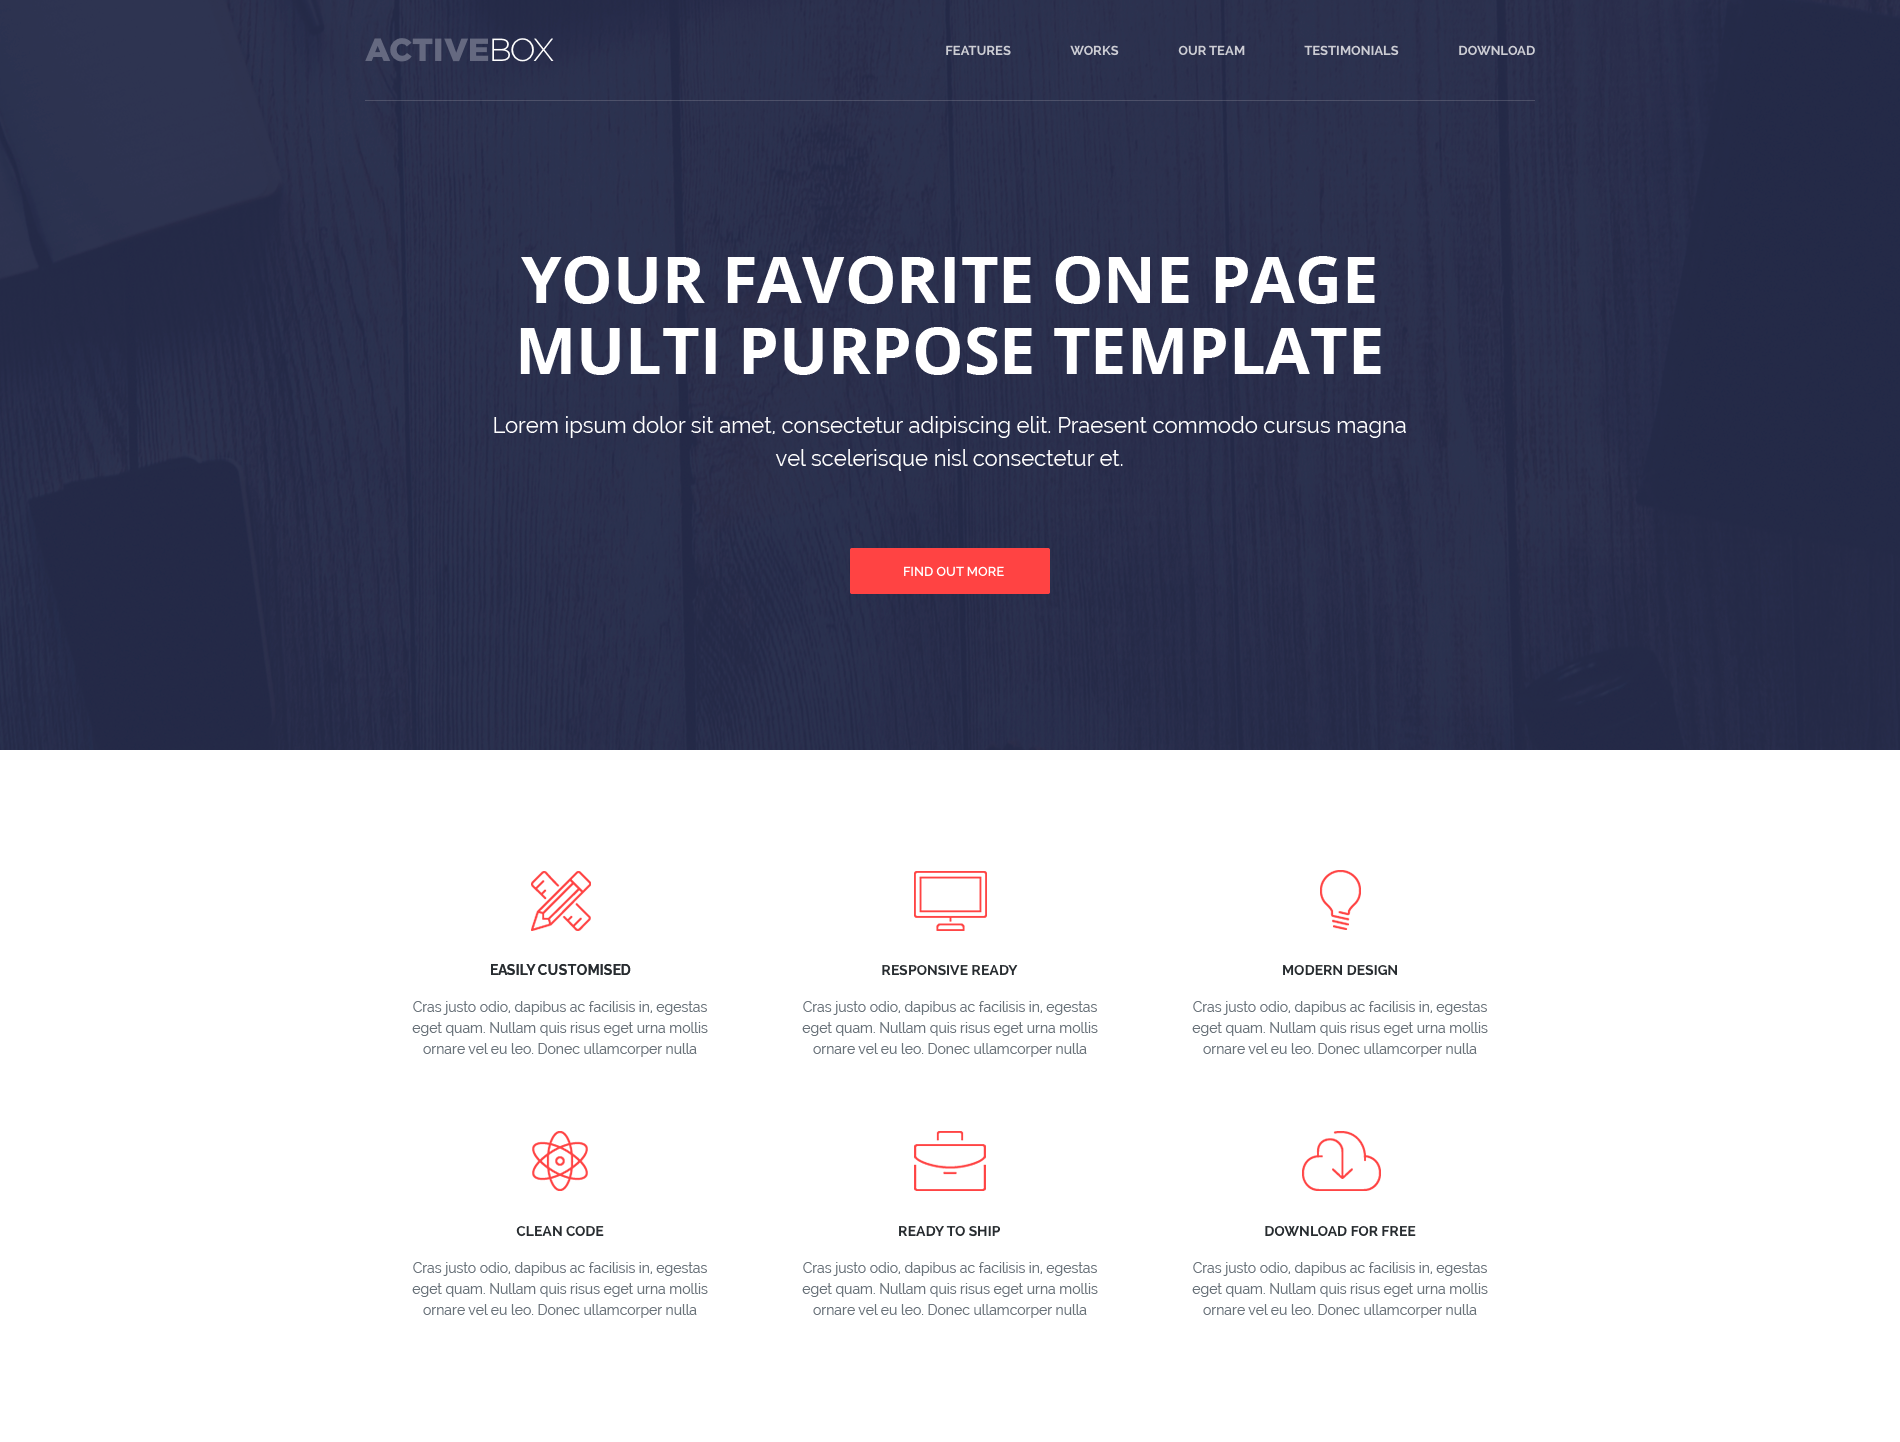 ACTIVEBOX
FEATURES WORKS OUR TEAM TESTIMONIALS DOWNLOAD
YOUR FAVORITE ONE PAGE
MULTI PURPOSE TEMPLATE
Lorem ipsum dolor sit amet, consectetur adipiscing elit. Praesent commodo cursus magna
vel scelerisque nisl consectetur et.
FIND OUT MORE
EASILY CUSTOMISED
Cras justo odio, dapibus ac facilisis in, egestas
eget quam. Nullam quis risus eget urna mollis
ornare vel eu leo. Donec ullamcorper nulla
RESPONSIVE READY
Cras justo odio, dapibus ac facilisis in, egestas
eget quam. Nullam quis risus eget urna mollis
ornare vel eu leo. Donec ullamcorper nulla
MODERN DESIGN
Cras justo odio, dapibus ac facilisis in, egestas
eget quam. Nullam quis risus eget urna mollis
ornare vel eu leo. Donec ullamcorper nulla
CLEAN CODE
Cras justo odio, dapibus ac facilisis in, egestas
eget quam. Nullam quis risus eget urna mollis
ornare vel eu leo. Donec ullamcorper nulla
READY TO SHIP
Cras justo odio, dapibus ac facilisis in, egestas
eget quam. Nullam quis risus eget urna mollis
ornare vel eu leo. Donec ullamcorper nulla
DOWNLOAD FOR FREE
Cras justo odio, dapibus ac facilisis in, egestas
eget quam. Nullam quis risus eget urna mollis
ornare vel eu leo. Donec ullamcorper nulla